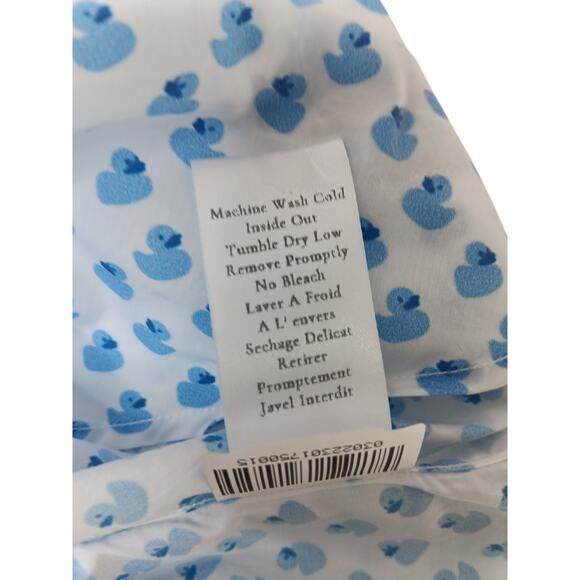 Machine Wash Cold
Inside Out
Tumble Dry Low
Remove Promptly
No Bleach
Laver A Froid
A L' envers
Sechage Delicat
Retirer
Promptement
Javel Interdit
03022301750015